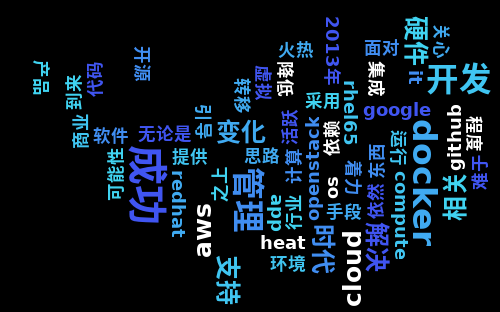 2013年
硬件
关心
火热
面对
开源
产品
代码
到来
虚拟
低降
集成
it
开发
转移
采用
rhel65
google
github
商业
软件
无论是
引号
变化
活跃
依赖
docker
程度
难于
可能性
成功
提供
思路
计算
openstack
运行
东西
redhat
之上
管理
os
着力
依然
compute
相关
app
行业
手段
aws
heat
时代
cloud
解决
支持
环境